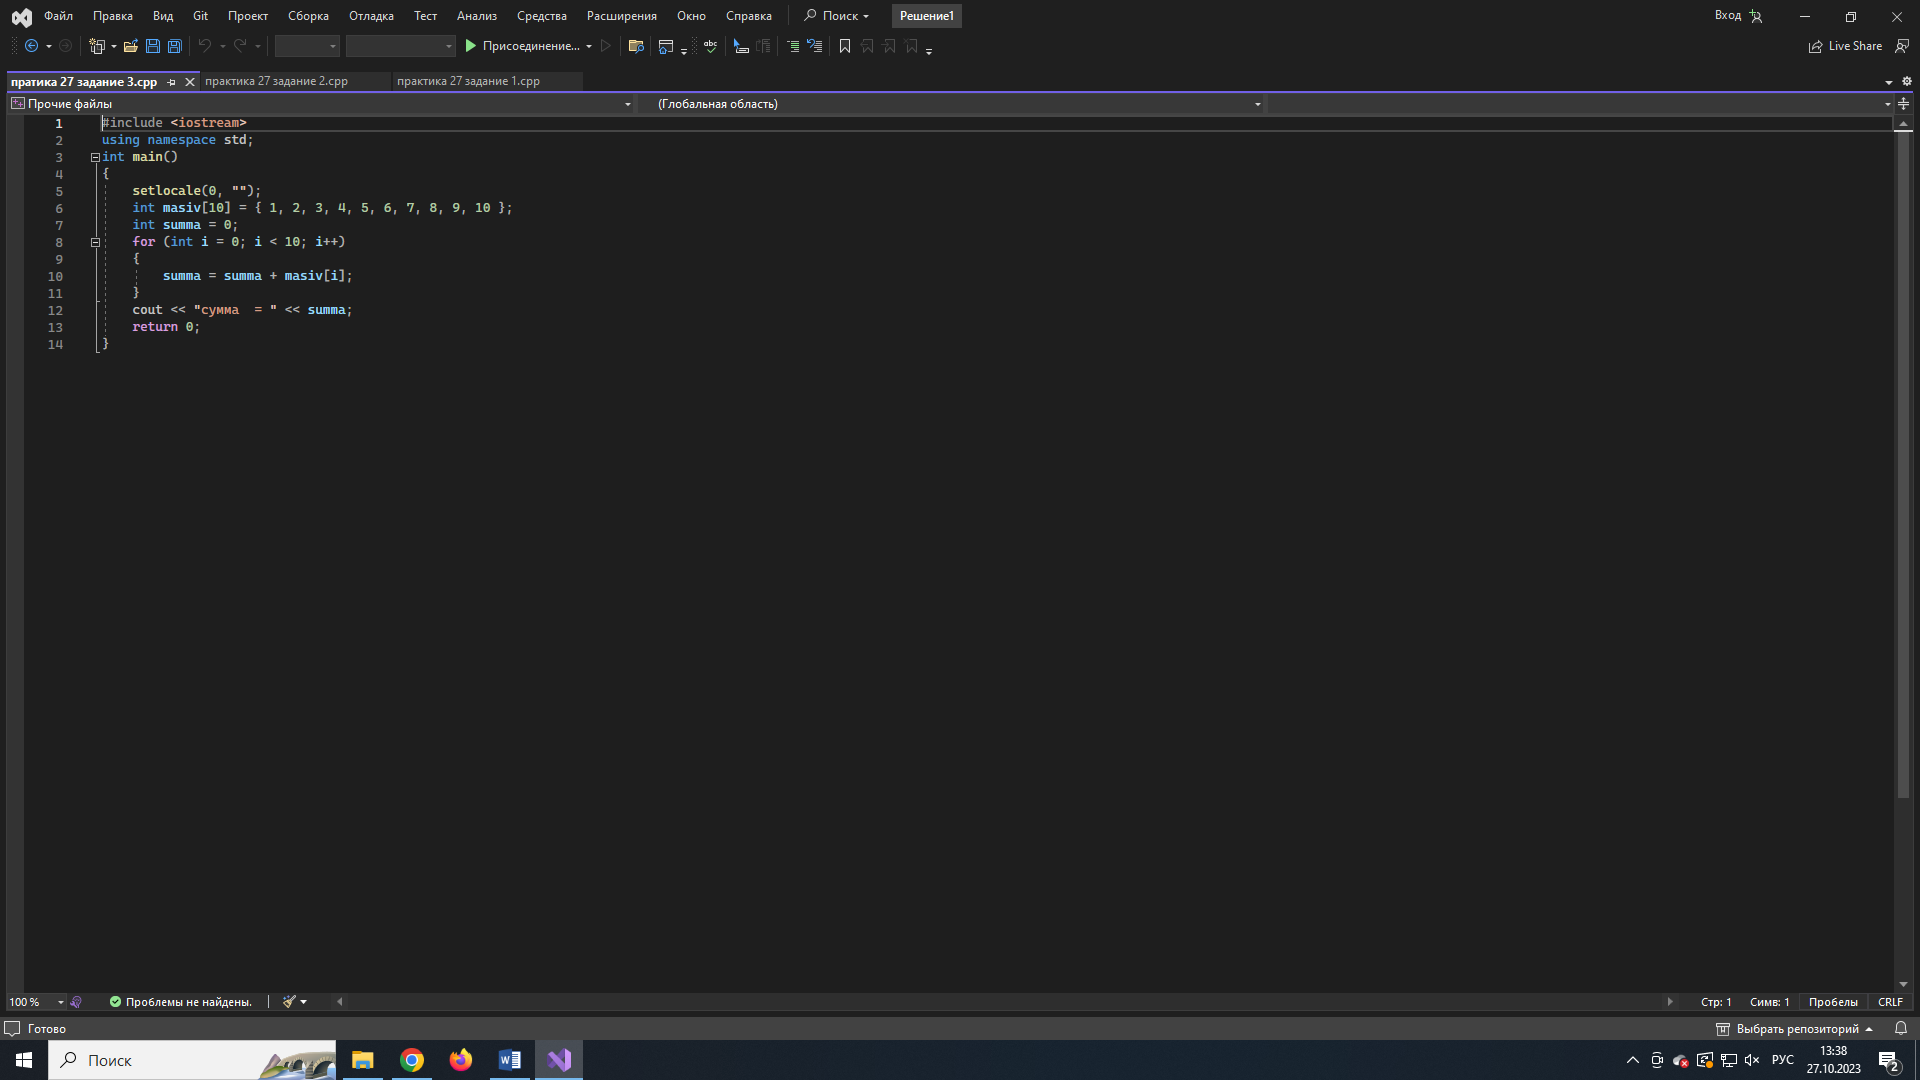 Файл Правка Вид Git Проект Сборка Отладка Тест Анализ Средства Расширения Окно Справка Поиск Решение1 Вход
Присоединение... Live Share
пратика 27 задание 3.cpp практика 27 задание 2.cpp практика 27 задание 1.cpp
Прочие файлы (Глобальная область)
1 #include <iostream>
2 using namespace std;
3 int main()
4 {
5 setlocale(0, "");
6 int masiv[10] = { 1, 2, 3, 4, 5, 6, 7, 8, 9, 10 };
7 int summa = 0;
8 for (int i = 0; i < 10; i++)
9 {
10 summa = summa + masiv[i];
11 }
12 cout << "сумма  = " << summa;
13 return 0;
14 }
100 % Проблемы не найдены. Стр: 1 Симв: 1 Пробелы CRLF
Готово Выбрать репозиторий
Поиск РУС 13:38
27.10.2023 2